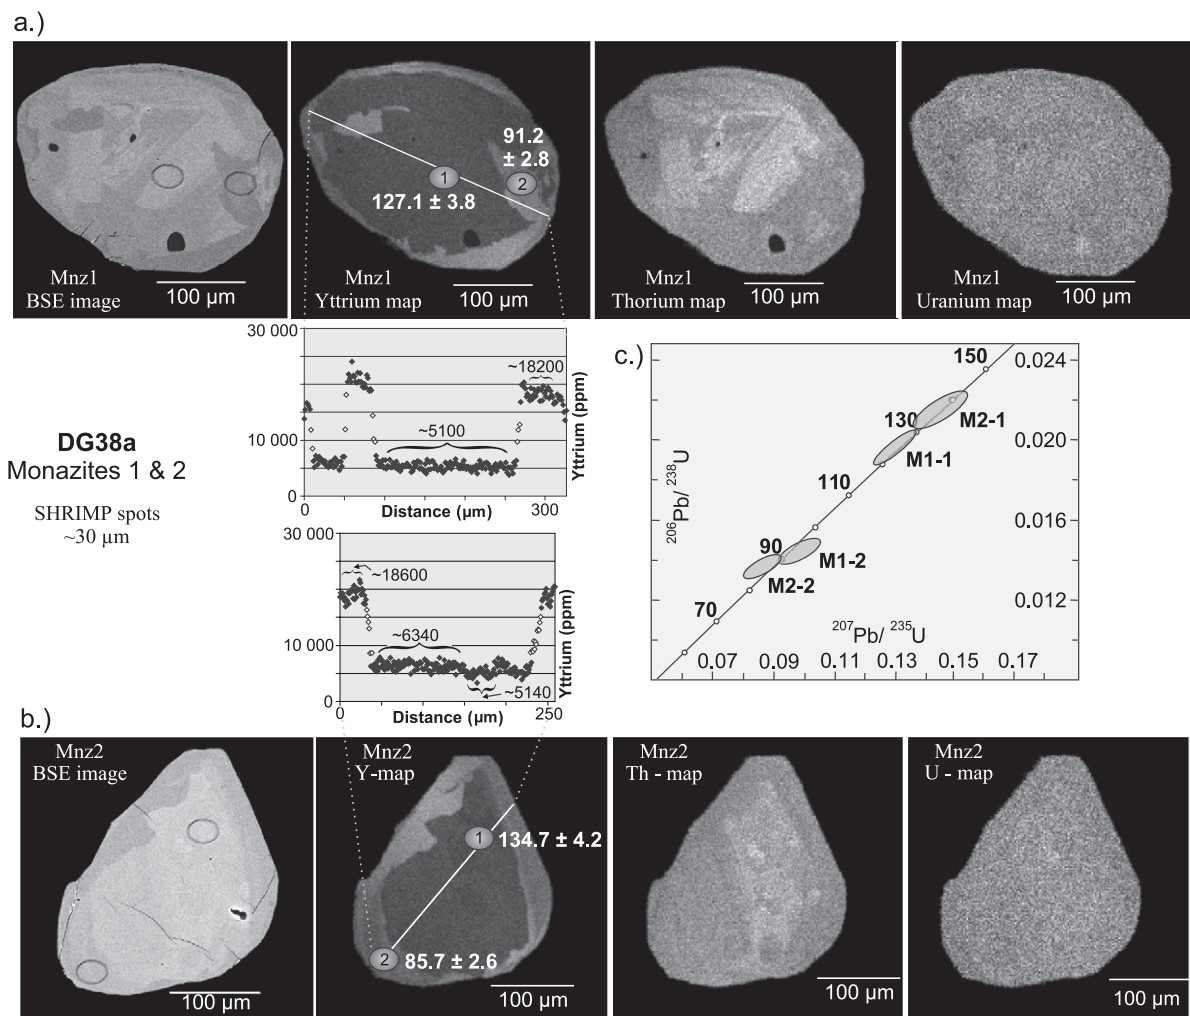 a.)
Mnz1
BSE image
100 µm
91.2
± 2.8
1
2
127.1 ± 3.8
Mnz1
Yttrium map
100 µm
Mnz1
Thorium map
100 µm
Mnz1
Uranium map
100 µm
DG38a
Monazites 1 & 2
SHRIMP spots
~30 µm
30 000
10 000
0
~18200
~5100
Yttrium (ppm)
Distance (µm)
300
30 000
10 000
0
~18600
~6340
~5140
Yttrium (ppm)
0
Distance (µm)
250
c.)
150
130
110
90
70
M2-1
M1-1
M1-2
M2-2
206Pb/ 238U
207Pb/ 235U
0.024
0.020
0.016
0.012
0.07 0.09 0.11 0.13 0.15 0.17
b.)
Mnz2
BSE image
100 µm
Mnz2
Y-map
1
134.7 ± 4.2
2
85.7 ± 2.6
100 µm
Mnz2
Th - map
100 µm
Mnz2
U - map
100 µm